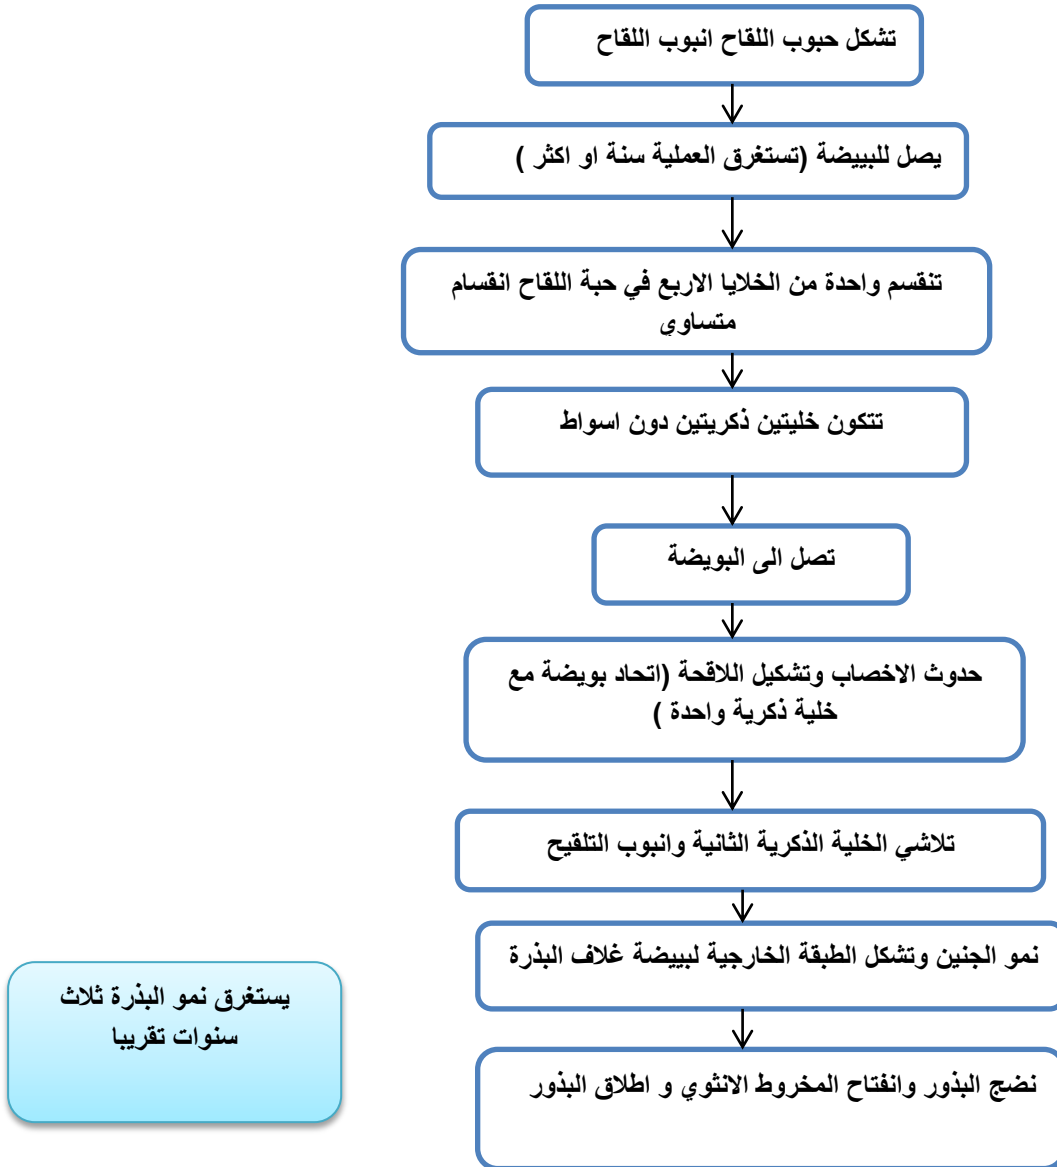 تشكل حبوب اللقاح انبوب اللقاح
يصل للبييضة (تستغرق العملية سنة او اكثر )
تنقسم واحدة من الخلايا الاربع في حبة اللقاح انقسام
متساوي
تتكون خليتين ذكريتين دون اسواط
تصل الى البويضة
حدوث الاخصاب وتشكيل اللاقحة (اتحاد بويضة مع
خلية ذكرية واحدة )
تلاشي الخلية الذكرية الثانية وانبوب التلقيح
نمو الجنين وتشكل الطبقة الخارجية لبييضة غلاف البذرة
يستغرق نمو البذرة ثلاث
سنوات تقريبا
نضج البذور وانفتاح المخروط الانثوي و اطلاق البذور